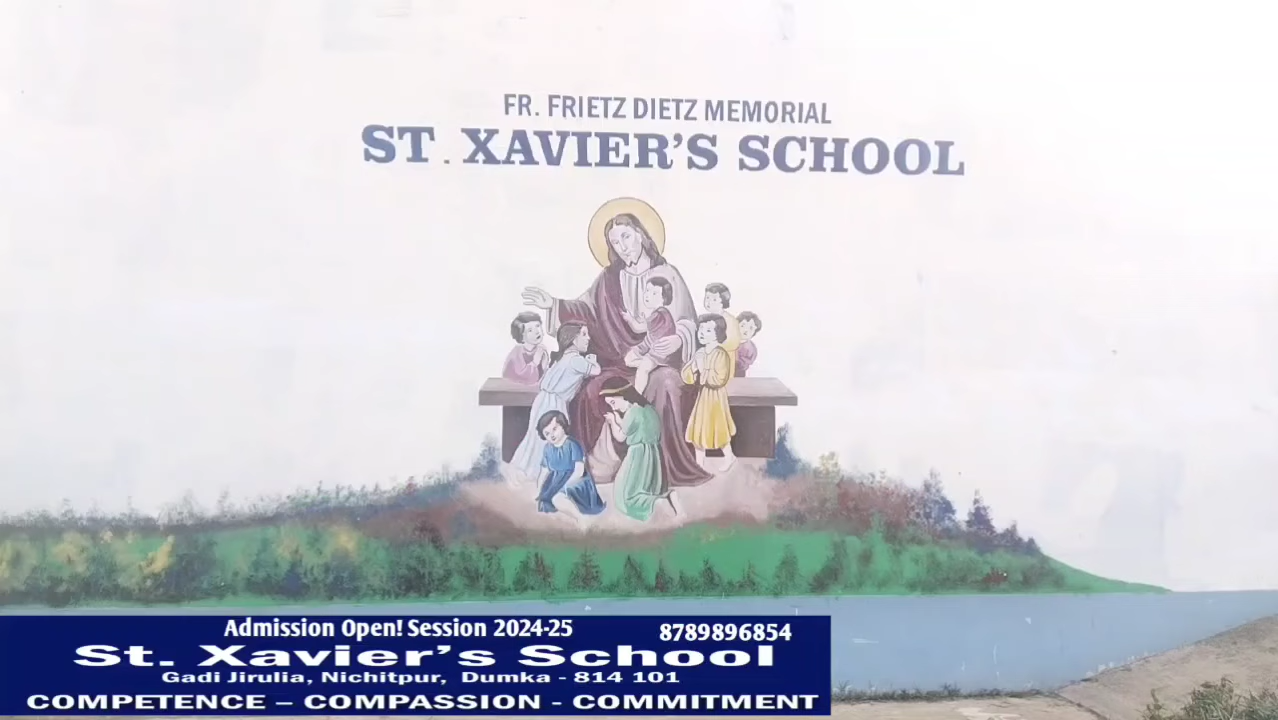 FR. FRIETZ DIETZ MEMORIAL
ST. XAVIER'S SCHOOL
Admission Open! Session 2024-25 8789896854
St. Xavier's School
Gadi Jirulia, Nichitpur, Dumka - 814 101
COMPETENCE – COMPASSION - COMMITMENT